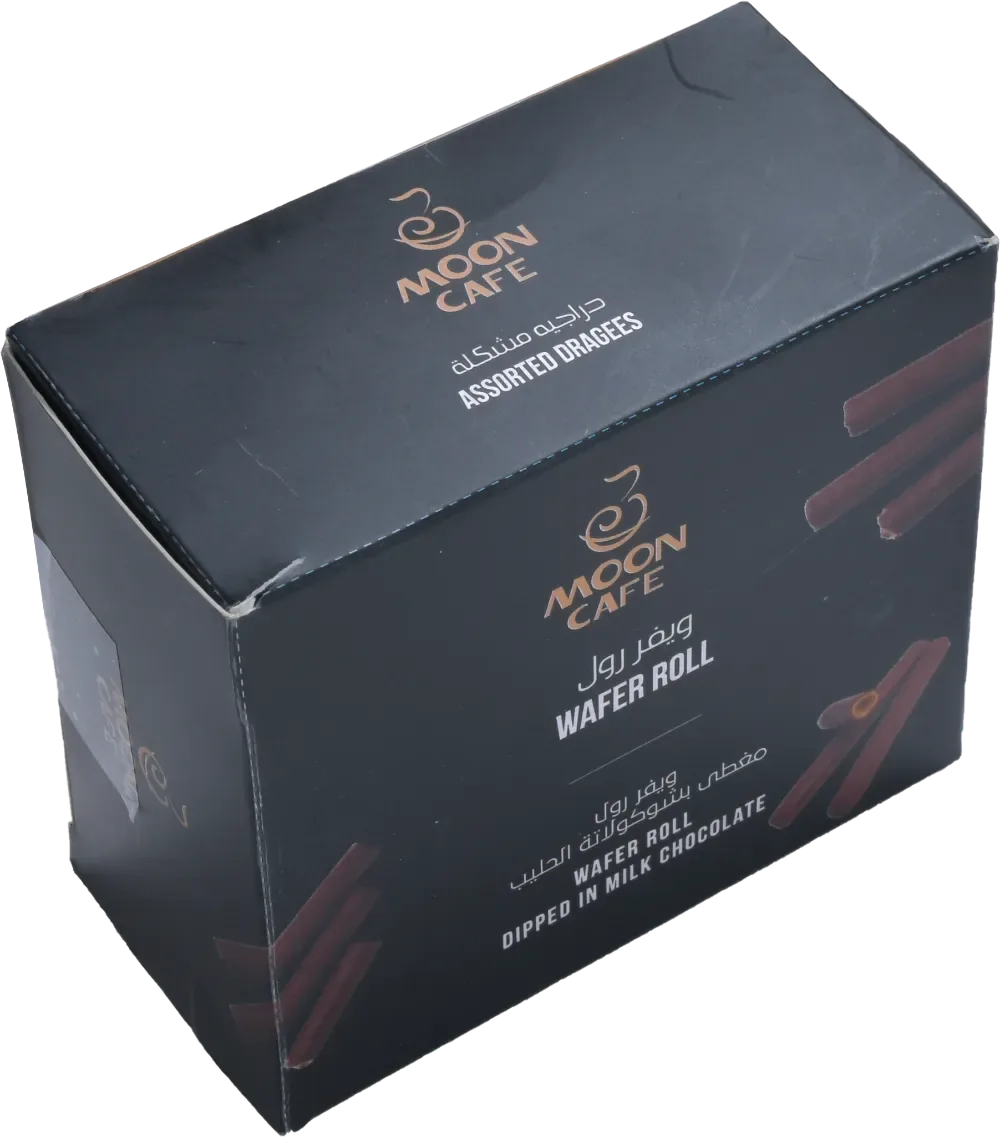 MOON
CAFE
دراجيه مشكلة
ASSORTED DRAGEES
MOON
CAFE
ويفر رول
WAFER ROLL
ويفر رول
مغطى بشوكولاتة الحليب
WAFER ROLL
DIPPED IN MILK CHOCOLATE